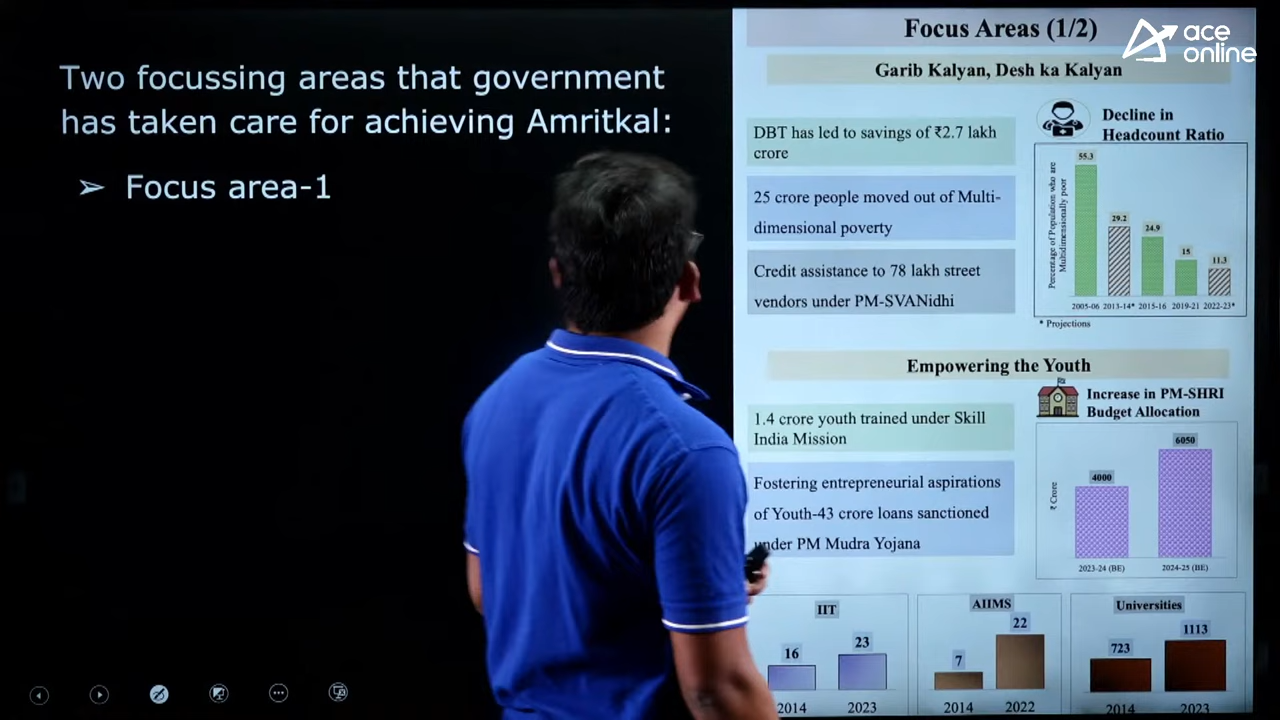 Two focussing areas that government
has taken care for achieving Amritkal:
➢ Focus area-1
Focus Areas (1/2)
ace
online
Garib Kalyan, Desh ka Kalyan
DBT has led to savings of ₹2.7 lakh
crore
25 crore people moved out of Multi-
dimensional poverty
Credit assistance to 78 lakh street
vendors under PM-SVANidhi
Decline in
Headcount Ratio
Percentage of Population who are
Multidimensionally poor
55.3
29.2
24.9
15
11.3
2005-06 2013-14* 2015-16 2019-21 2022-23*
* Projections
Empowering the Youth
1.4 crore youth trained under Skill
India Mission
Fostering entrepreneurial aspirations
of Youth-43 crore loans sanctioned
under PM Mudra Yojana
Increase in PM-SHRI
Budget Allocation
₹ Crore
4000
6050
2023-24 (BE) 2024-25 (BE)
IIT
16
23
2014 2023
AIIMS
7
22
2014 2022
Universities
723
1113
2014 2023